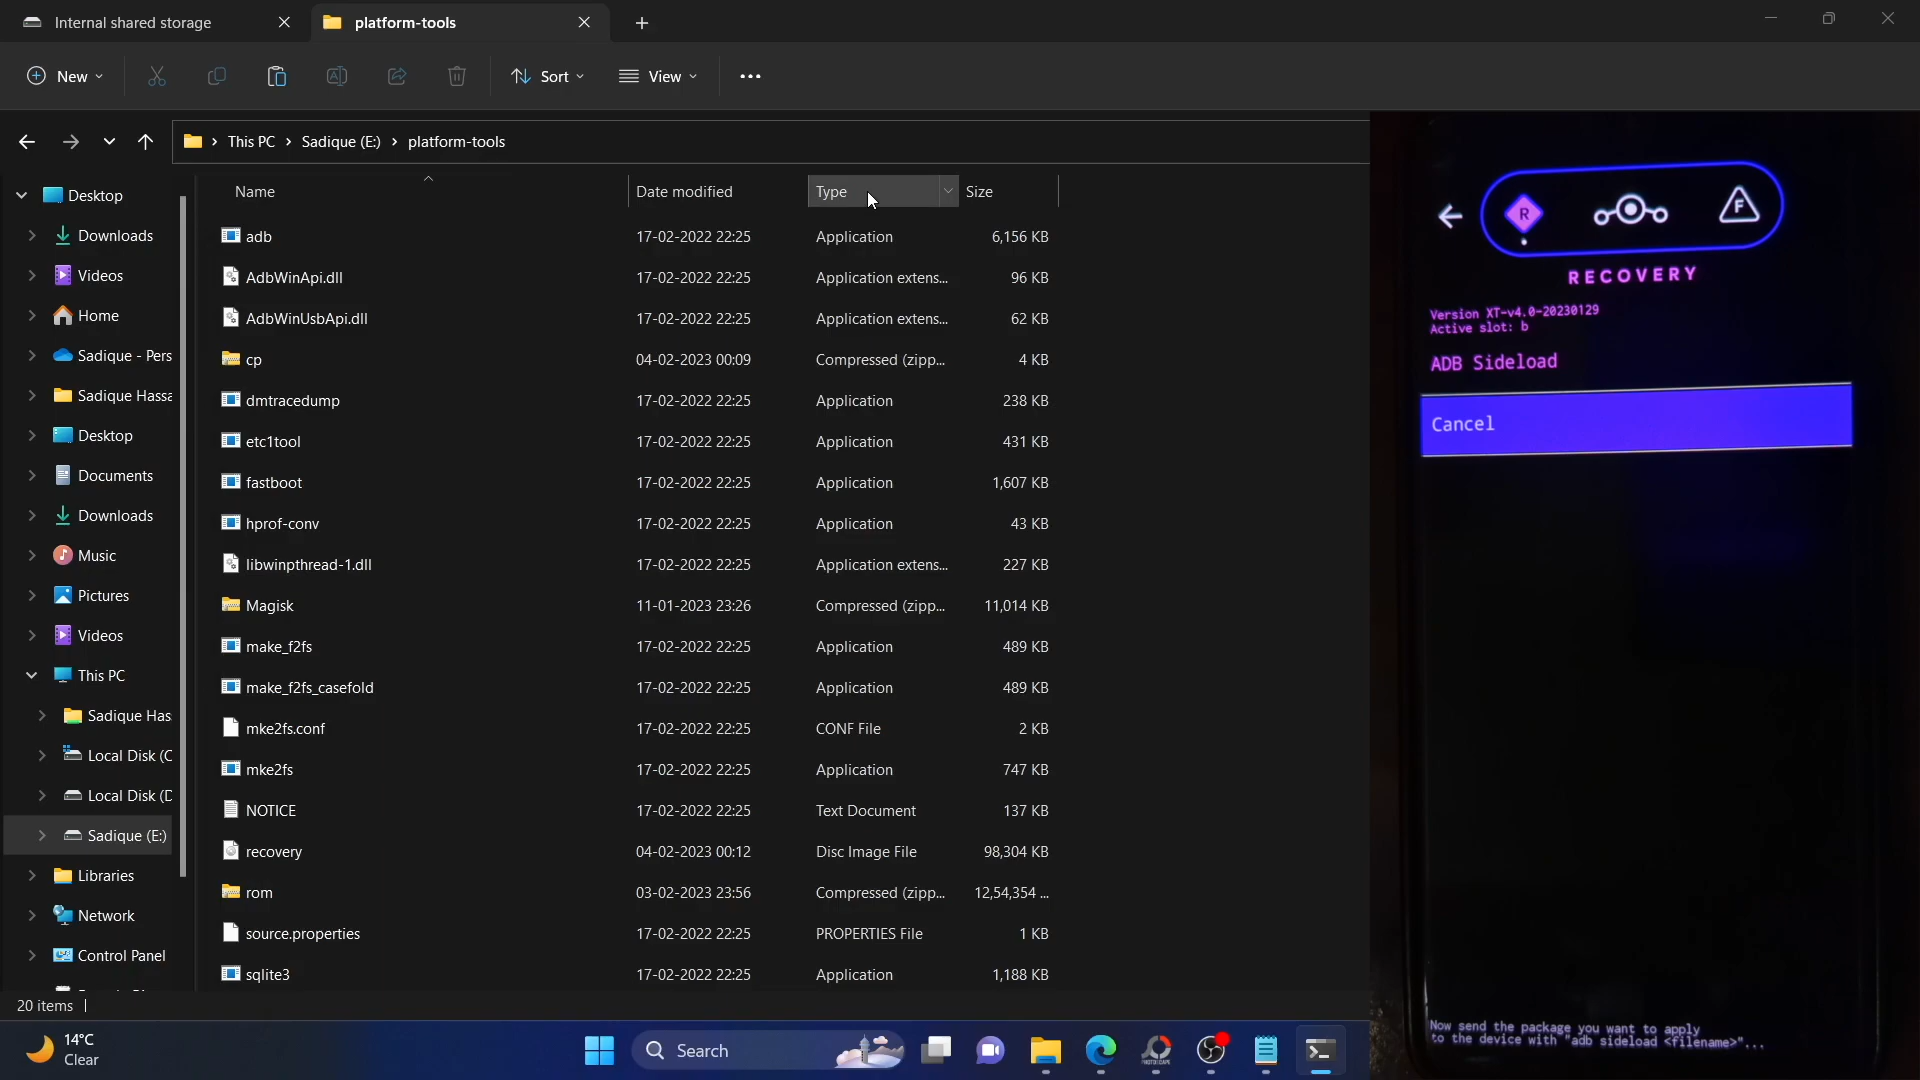 Internal shared storage
platform-tools
New
Sort
View
This PC > Sadique (E:) > platform-tools
Name
Date modified
Type
Size
Desktop
Downloads
Videos
Home
Sadique - Pers
Sadique Hassa
Desktop
Documents
Downloads
Music
Pictures
Videos
This PC
Sadique Has
Local Disk (C
Local Disk (D
Sadique (E:)
Libraries
Network
Control Panel
adb 17-02-2022 22:25 Application 6,156 KB
AdbWinApi.dll 17-02-2022 22:25 Application extens... 96 KB
AdbWinUsbApi.dll 17-02-2022 22:25 Application extens... 62 KB
cp 04-02-2023 00:09 Compressed (zipp... 4 KB
dmtracedump 17-02-2022 22:25 Application 238 KB
etc1tool 17-02-2022 22:25 Application 431 KB
fastboot 17-02-2022 22:25 Application 1,607 KB
hprof-conv 17-02-2022 22:25 Application 43 KB
libwinpthread-1.dll 17-02-2022 22:25 Application extens... 227 KB
Magisk 11-01-2023 23:26 Compressed (zipp... 11,014 KB
make_f2fs 17-02-2022 22:25 Application 489 KB
make_f2fs_casefold 17-02-2022 22:25 Application 489 KB
mke2fs.conf 17-02-2022 22:25 CONF File 2 KB
mke2fs 17-02-2022 22:25 Application 747 KB
NOTICE 17-02-2022 22:25 Text Document 137 KB
recovery 04-02-2023 00:12 Disc Image File 98,304 KB
rom 03-02-2023 23:56 Compressed (zipp... 12,54,354 ...
source.properties 17-02-2022 22:25 PROPERTIES File 1 KB
sqlite3 17-02-2022 22:25 Application 1,188 KB
20 items
R
F
RECOVERY
Version XT-v4.0-20230129
Active slot: b
ADB Sideload
Cancel
Now send the package you want to apply
to the device with "adb sideload <filename>"...
14°C
Clear
Search